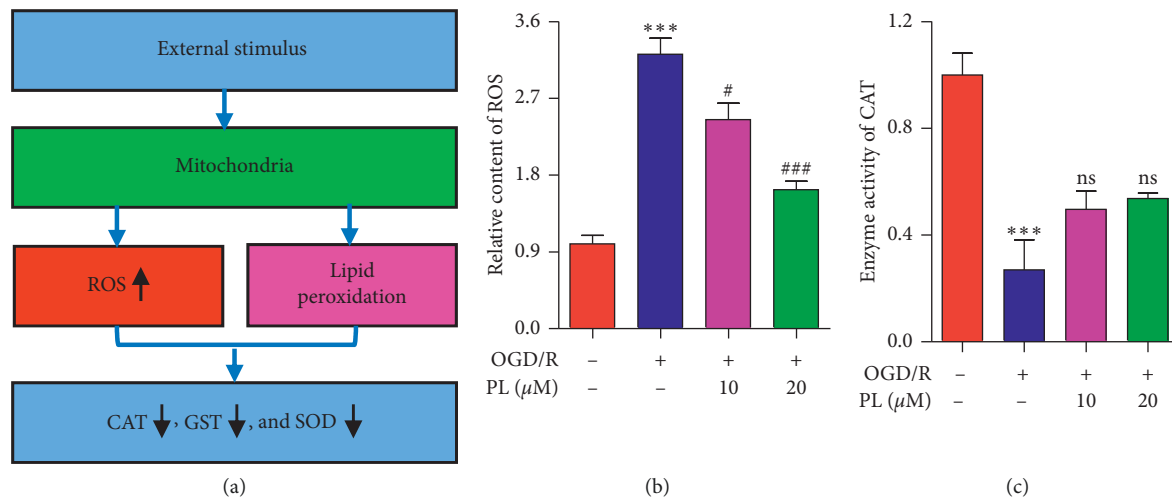 External stimulus
Mitochondria
ROS
Lipid
peroxidation
CAT , GST , and SOD
(a)
Relative content of ROS
3.6
2.7
1.8
0.9
0.0
***
#
###
OGD/R – + + +
PL (μM) – – 10 20
(b)
Enzyme activity of CAT
1.2
0.8
0.4
0.0
***
ns
ns
OGD/R – + + +
PL (μM) – – 10 20
(c)